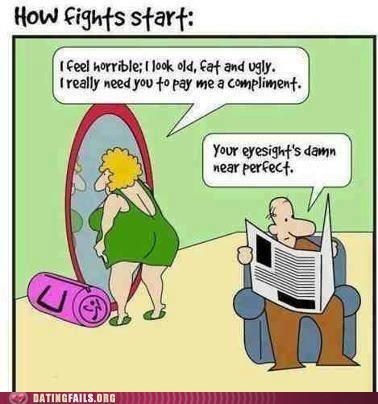 How fights start:
I feel horrible; I look old, fat and ugly.
I really need you to pay me a compliment.
Your eyesight's damn
near perfect.
DATINGFAILS.ORG